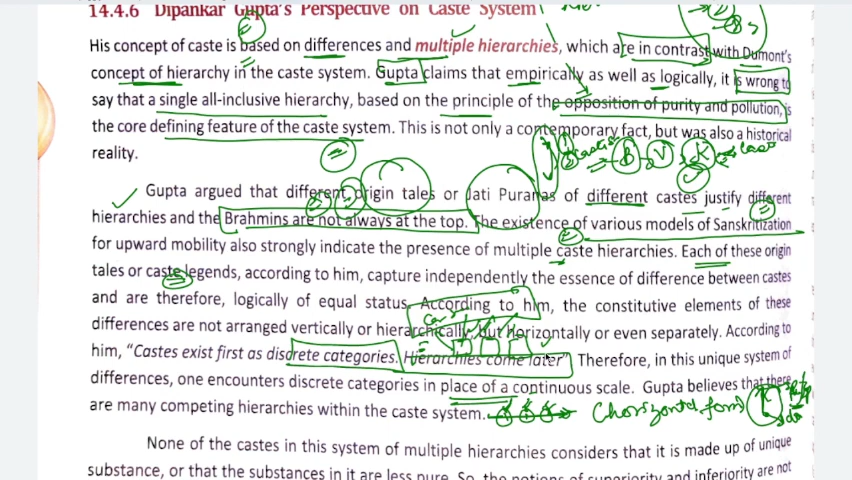 14.4.6 Dipankar Gupta's Perspective on Caste System
His concept of caste is based on differences and multiple hierarchies, which are in contrast with Dumont's
concept of hierarchy in the caste system. Gupta claims that empirically as well as logically, it is wrong to
say that a single all-inclusive hierarchy, based on the principle of the opposition of purity and pollution, is
the core defining feature of the caste system. This is not only a contemporary fact, but was also a historical
reality.
B V K
Gupta argued that different origin tales or Jati Puranas of different castes justify different
hierarchies and the Brahmins are not always at the top. The existence of various models of Sanskritization
for upward mobility also strongly indicate the presence of multiple caste hierarchies. Each of these origin
tales or caste legends, according to him, capture independently the essence of difference between castes
and are therefore, logically of equal status. According to him, the constitutive elements of these
differences are not arranged vertically or hierarchically, but horizontally or even separately. According to
him, "Castes exist first as discrete categories. Hierarchies come later" Therefore, in this unique system of
differences, one encounters discrete categories in place of a continuous scale. Gupta believes that there
are many competing hierarchies within the caste system. (horizontal form)
None of the castes in this system of multiple hierarchies considers that it is made up of unique
substance, or that the substances in it are less pure. So, the notions of superiority and inferiority are not